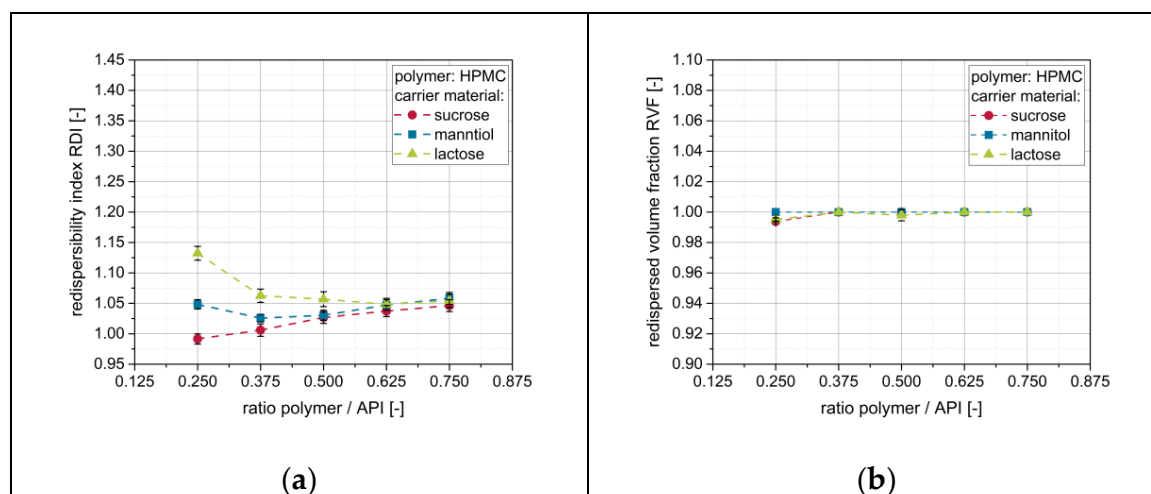 redispersibility index RDI [-]
1.45
1.40
1.35
1.30
1.25
1.20
1.15
1.10
1.05
1.00
0.95
polymer: HPMC
carrier material:
sucrose
manntiol
lactose
0.125 0.250 0.375 0.500 0.625 0.750 0.875
ratio polymer / API [-]
(a)
redispersed volume fraction RVF [-]
1.10
1.08
1.06
1.04
1.02
1.00
0.98
0.96
0.94
0.92
0.90
polymer: HPMC
carrier material:
sucrose
mannitol
lactose
0.125 0.250 0.375 0.500 0.625 0.750 0.875
ratio polymer / API [-]
(b)